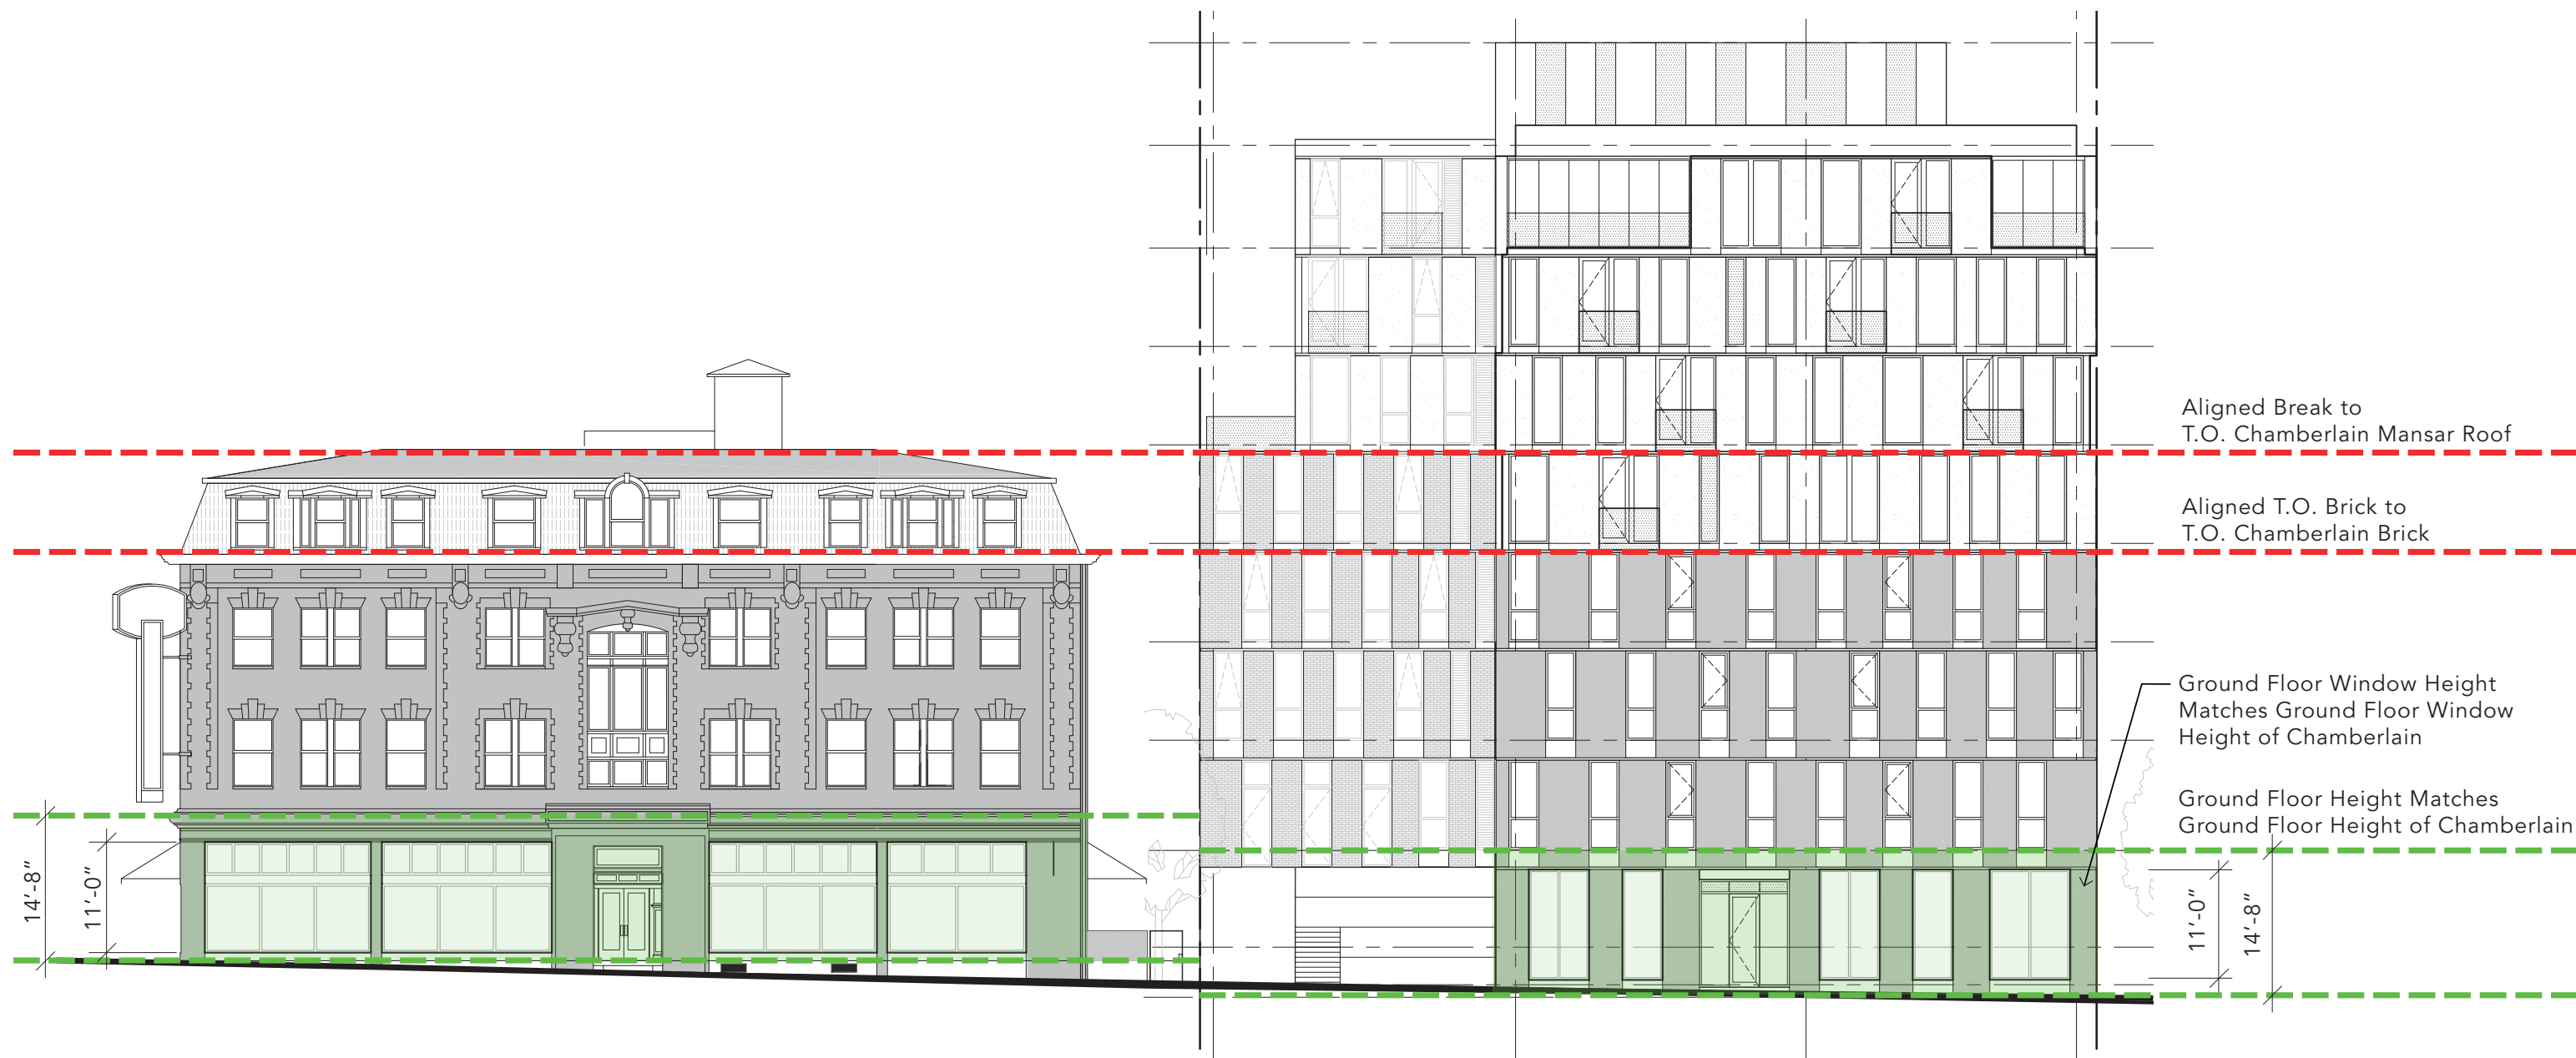 Aligned Break to
T.O. Chamberlain Mansar Roof
Aligned T.O. Brick to
T.O. Chamberlain Brick
Ground Floor Window Height
Matches Ground Floor Window
Height of Chamberlain
Ground Floor Height Matches
Ground Floor Height of Chamberlain
14’-8”
11’-0”
11’-0”
14’-8”